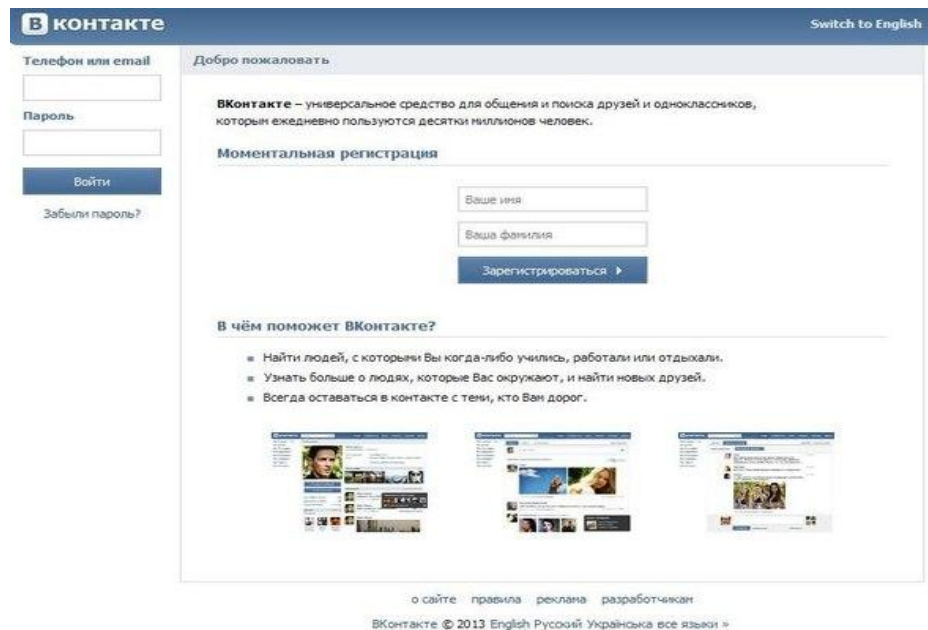 В контакте
Switch to English
Телефон или email
Пароль
Войти
Забыли пароль?
Добро пожаловать
ВКонтакте – универсальное средство для общения и поиска друзей и одноклассников,
которым ежедневно пользуются десятки миллионов человек.
Моментальная регистрация
Ваше имя
Ваша фамилия
Зарегистрироваться
В чём поможет ВКонтакте?
Найти людей, с которыми Вы когда-либо учились, работали или отдыхали.
Узнать больше о людях, которые Вас окружают, и найти новых друзей.
Всегда оставаться в контакте с теми, кто Вам дорог.
о сайте правила реклама разработчикам
ВКонтакте © 2013 English Русский Українська все языки »